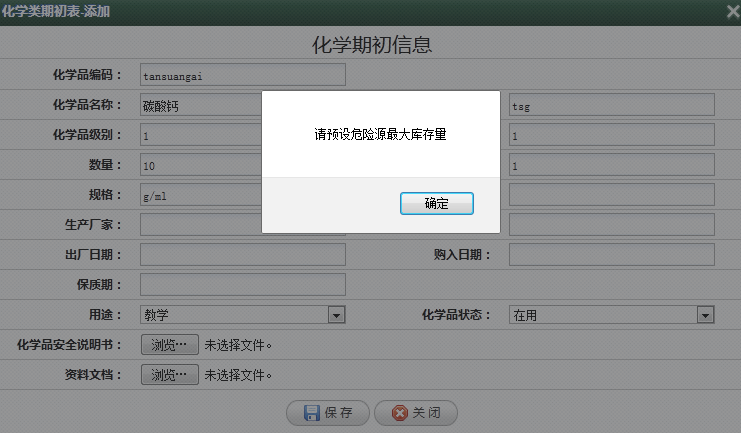 化学类期初表-添加
化学期初信息
化学品编码： tansuangai
化学品名称： 碳酸钙 tsg
化学品级别： 1 1
请预设危险源最大库存量
数量： 10 1
规格： g/ml
确定
生产厂家：
出厂日期： 购入日期：
保质期：
用途： 教学 化学品状态： 在用
化学品安全说明书： 浏览… 未选择文件。
资料文档： 浏览… 未选择文件。
保存 关闭